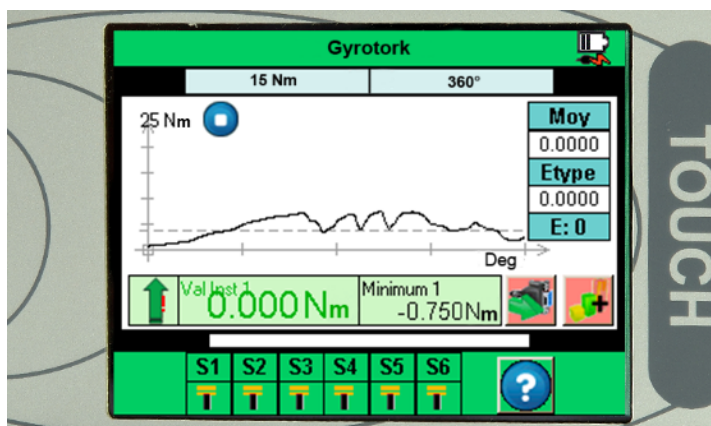 Gyrotork
15 Nm 360°
25 Nm
Moy
0.0000
Etype
0.0000
E: 0
Deg
Val Inst 1
0.000Nm
Minimum 1
-0.750Nm
S1 S2 S3 S4 S5 S6
?
TOUCH